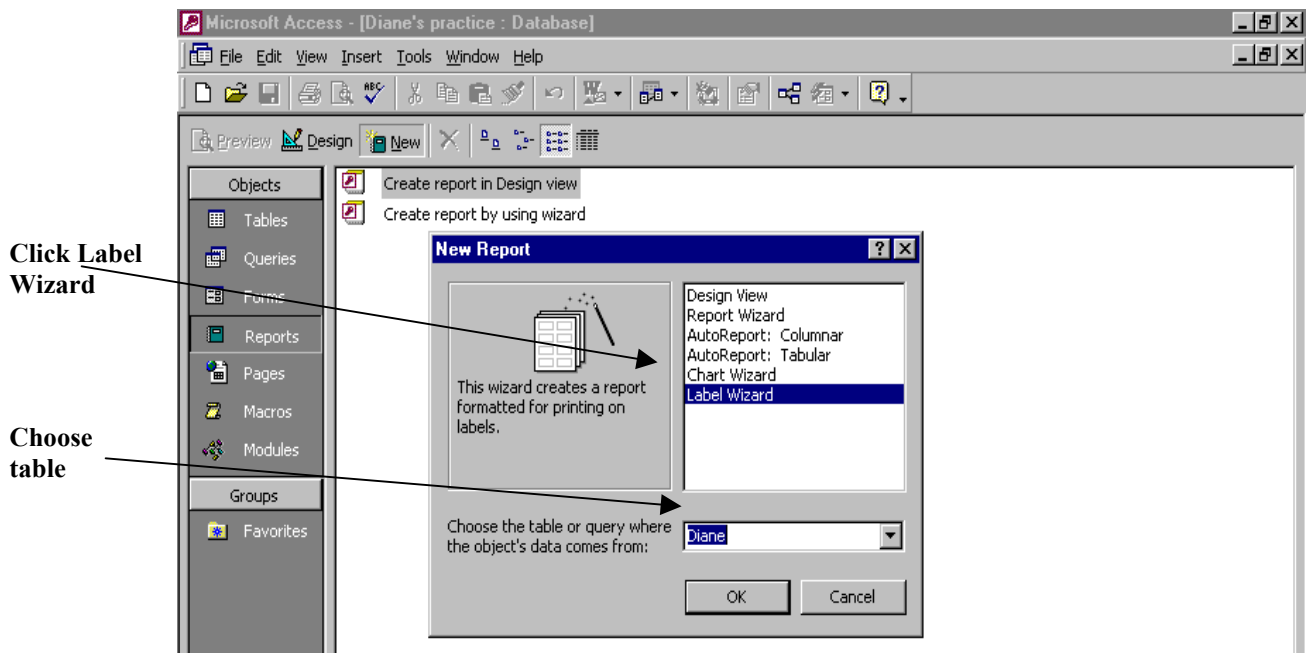 Microsoft Access - [Diane's practice : Database]
File Edit View Insert Tools Window Help
ABC
Preview Design New
Objects
Tables
Queries
Forms
Reports
Pages
Macros
Modules
Groups
Favorites
Create report in Design view
Create report by using wizard
Click Label
Wizard
Choose
table
New Report
This wizard creates a report
formatted for printing on
labels.
Design View
Report Wizard
AutoReport: Columnar
AutoReport: Tabular
Chart Wizard
Label Wizard
Choose the table or query where
the object's data comes from:
Diane
OK Cancel